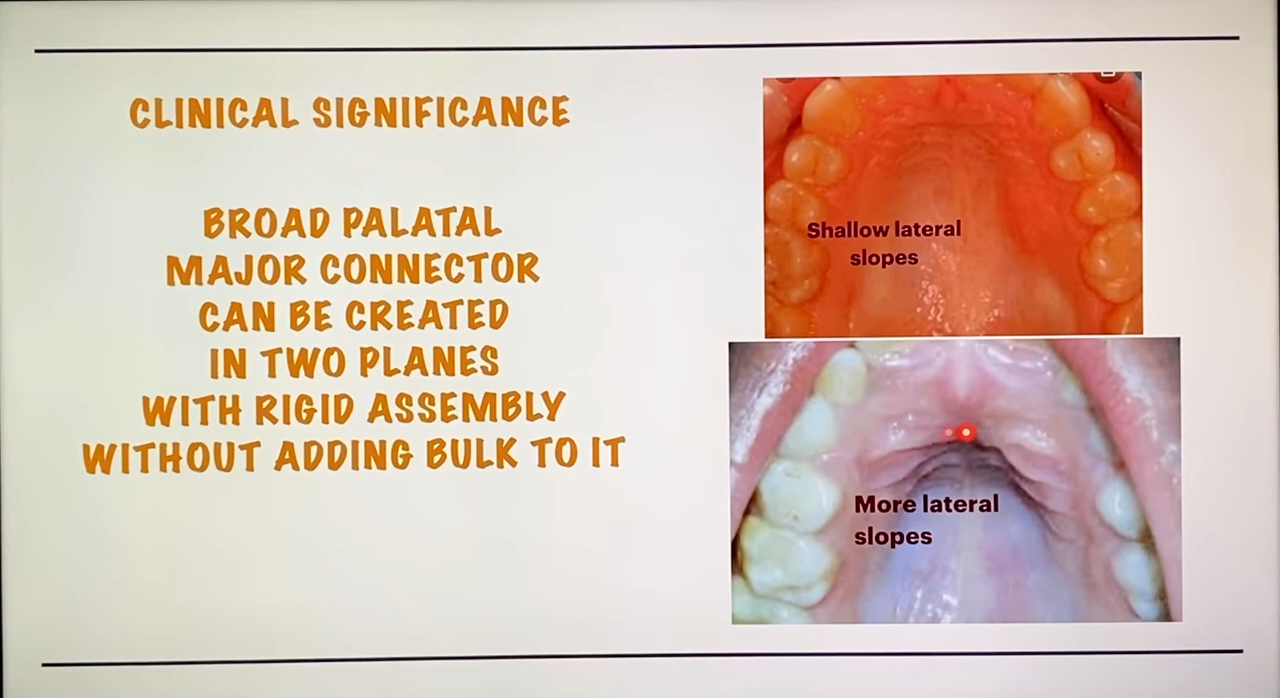 CLINICAL SIGNIFICANCE
BROAD PALATAL
MAJOR CONNECTOR
CAN BE CREATED
IN TWO PLANES
WITH RIGID ASSEMBLY
WITHOUT ADDING BULK TO IT
Shallow lateral
slopes
More lateral
slopes